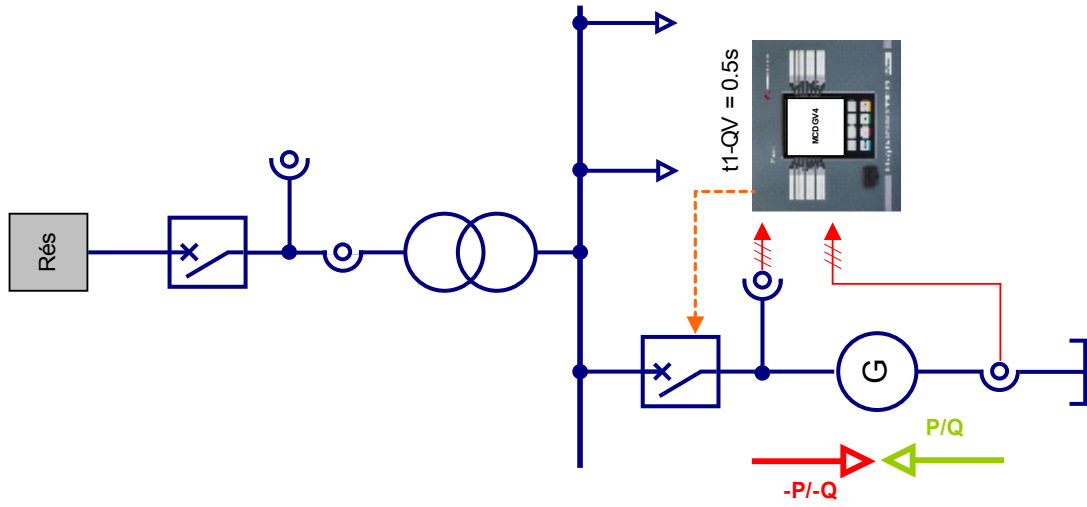 Rés
t1-QV = 0.5s
MCDGV4
G
P/Q
-P/-Q